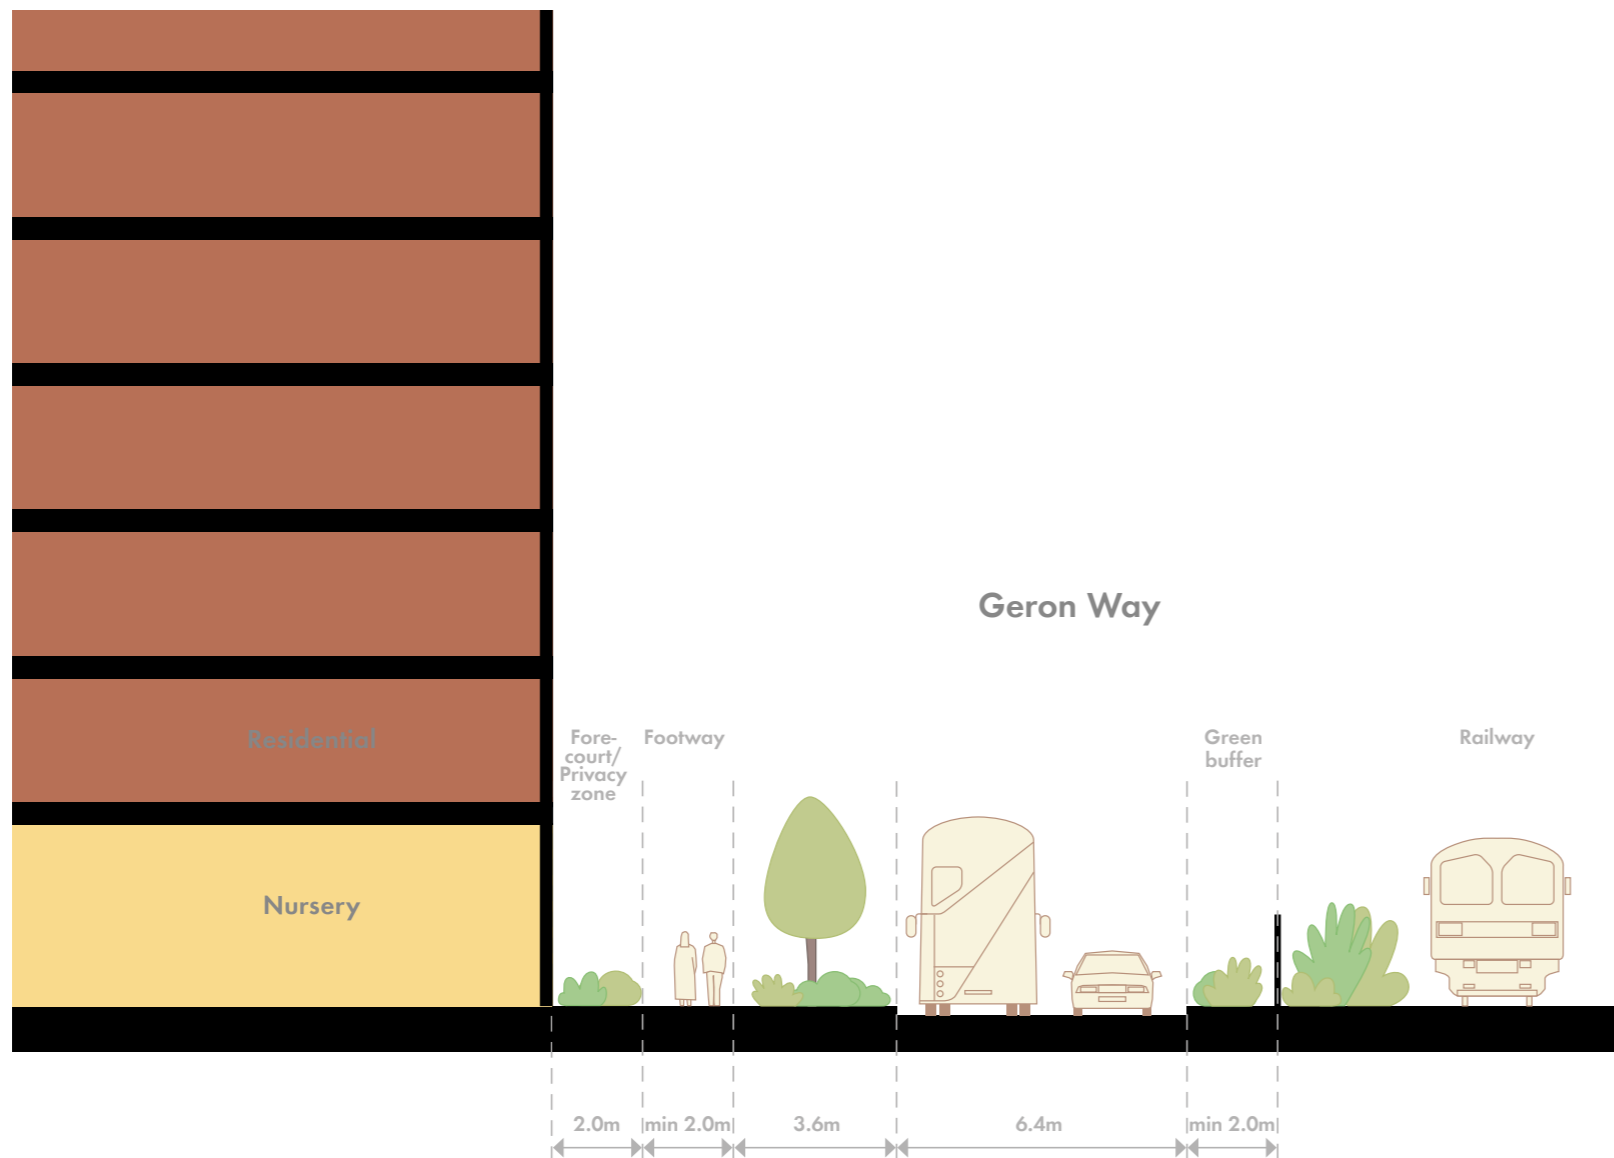 Geron Way
Residential
Fore-
court/
Privacy
zone
Footway
Green
buffer
Railway
Nursery
2.0m
min 2.0m
3.6m
6.4m
min 2.0m